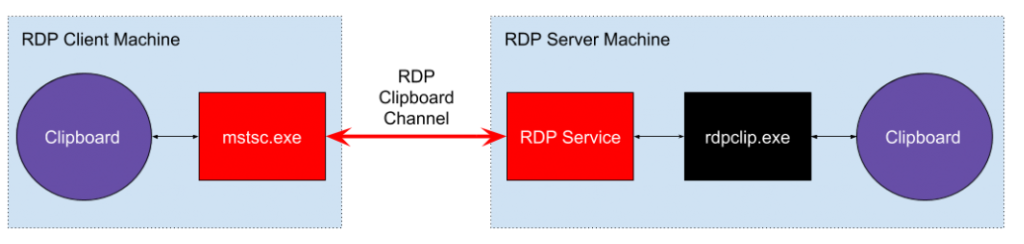 RDP Client Machine
Clipboard
mstsc.exe
RDP
Clipboard
Channel
RDP Server Machine
RDP Service
rdpclip.exe
Clipboard